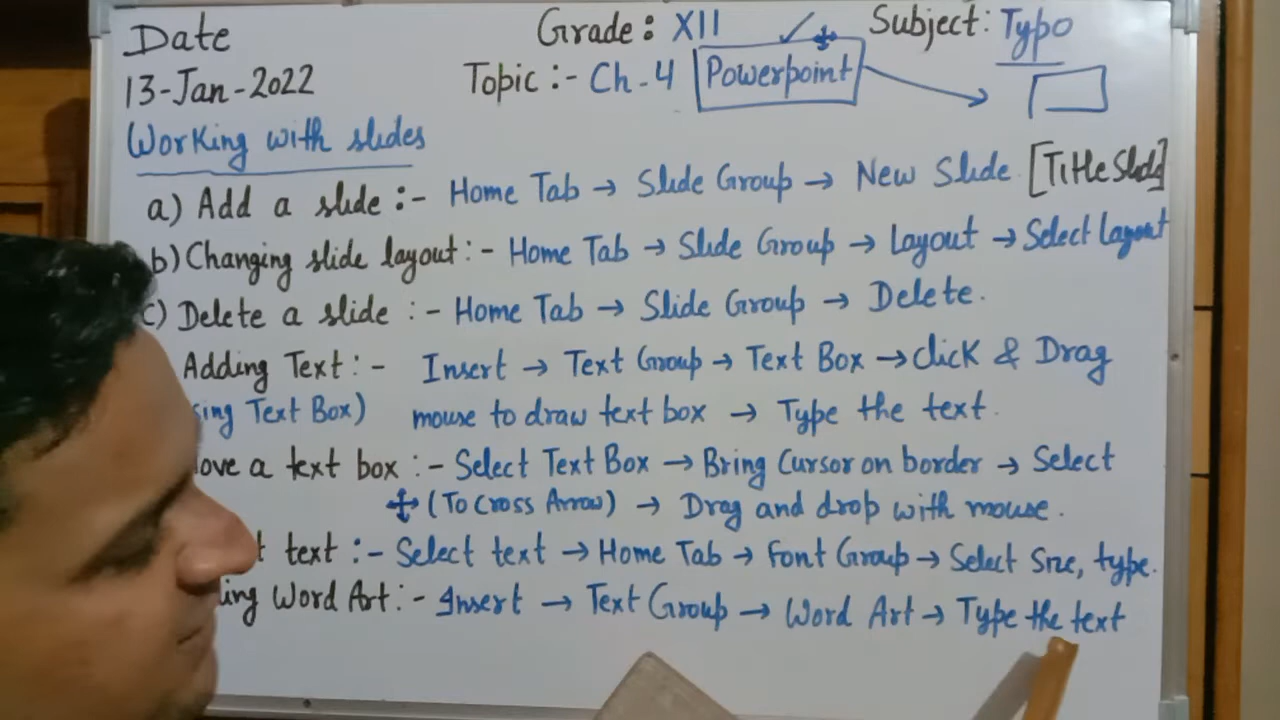 Date Grade: XII Subject: Typo
13-Jan-2022 Topic :- Ch-4 Powerpoint
Working with slides
a) Add a slide :- Home Tab → Slide Group → New Slide [Title Slide]
b) Changing slide layout :- Home Tab → Slide Group → Layout → Select layout
c) Delete a slide :- Home Tab → Slide Group → Delete.
Adding Text :- Insert → Text Group → Text Box → click & Drag
Text Box) mouse to draw text box → Type the text.
a text box :- Select Text Box → Bring Cursor on border → Select
(To Cross Arrow) → Drag and drop with mouse.
text :- Select text → Home Tab → Font Group → Select Size, type.
Word Art :- Insert → Text Group → Word Art → Type the text